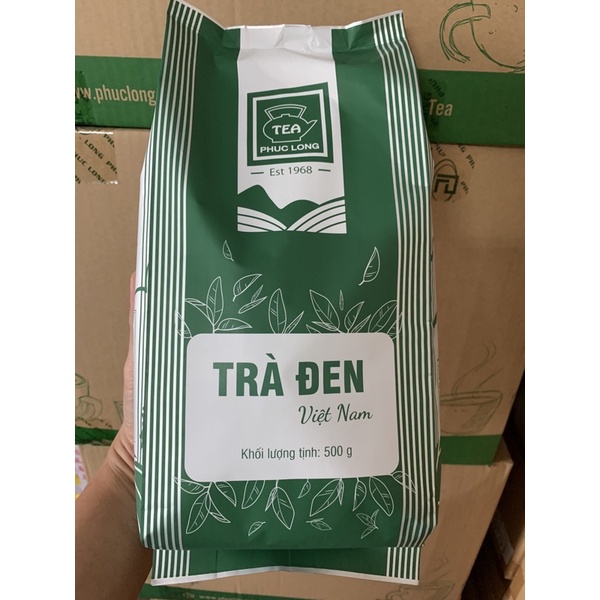 www.phuclong
Tea
TEA
PHUC LONG
Est 1968
TRÀ ĐEN
Việt Nam
Khối lượng tịnh: 500 g